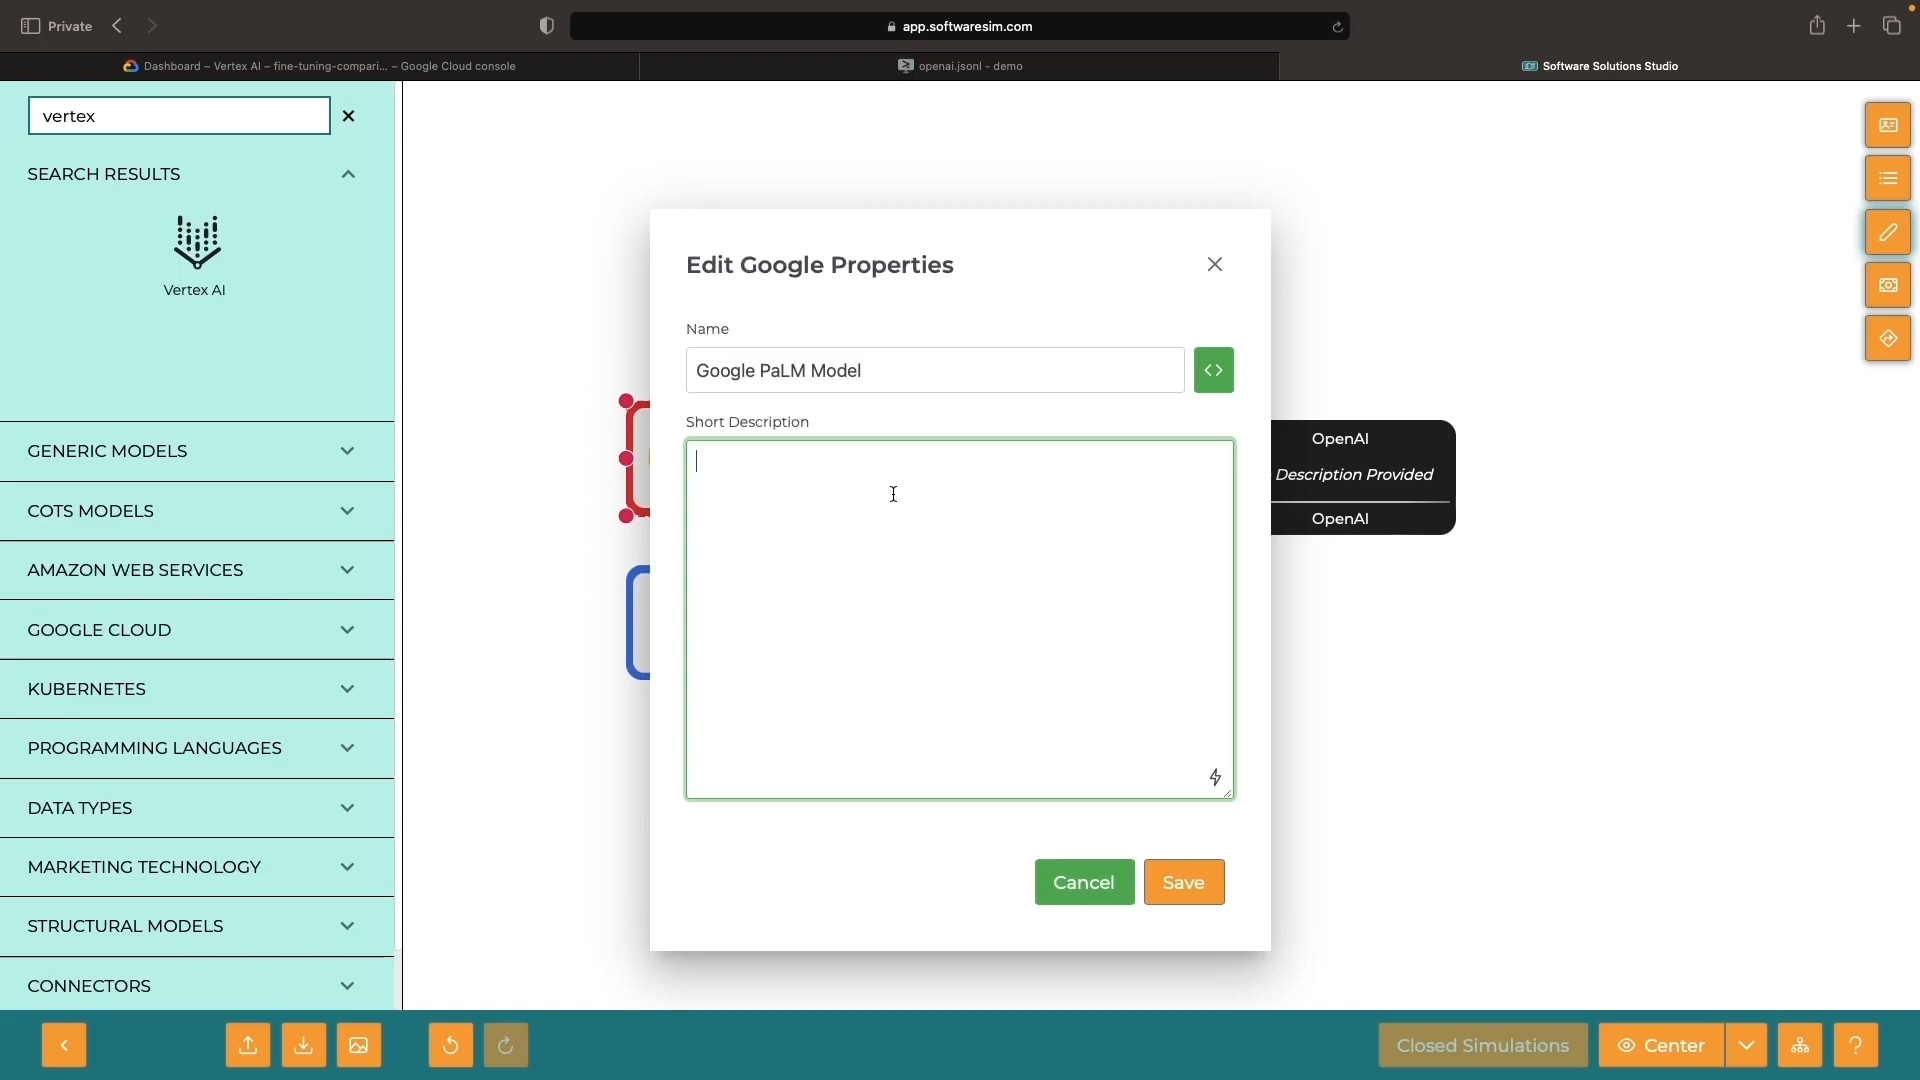 Private
app.softwaresim.com
Dashboard – Vertex AI – fine-tuning-compari... – Google Cloud console
openai.jsonl - demo
Software Solutions Studio
vertex
SEARCH RESULTS
Vertex AI
GENERIC MODELS
COTS MODELS
AMAZON WEB SERVICES
GOOGLE CLOUD
KUBERNETES
PROGRAMMING LANGUAGES
DATA TYPES
MARKETING TECHNOLOGY
STRUCTURAL MODELS
CONNECTORS
Edit Google Properties
Name
Google PaLM Model
Short Description
Cancel
Save
OpenAI
Description Provided
OpenAI
Closed Simulations
Center